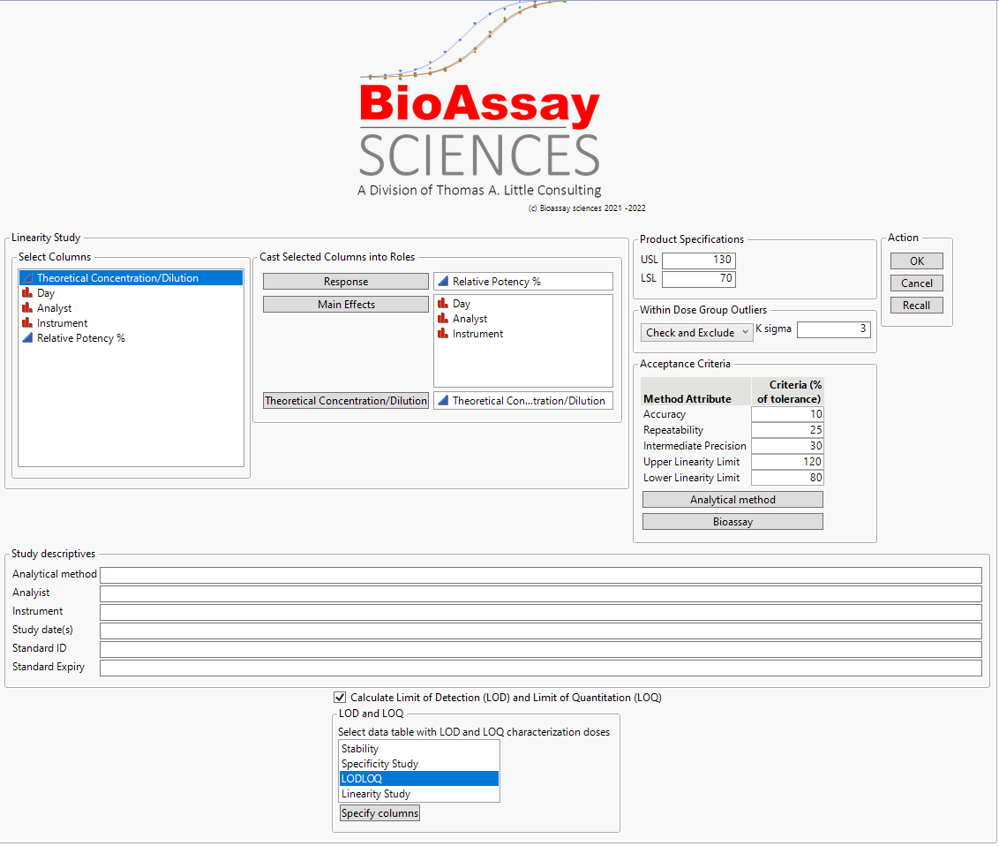 BioAssay
SCIENCES
A Division of Thomas A. Little Consulting
(c) Bioassay sciences 2021 -2022
Linearity Study
Select Columns
Theoretical Concentration/Dilution
Day
Analyst
Instrument
Relative Potency %
Cast Selected Columns into Roles
Response
Relative Potency %
Main Effects
Day
Analyst
Instrument
Theoretical Concentration/Dilution
Theoretical Con...tration/Dilution
Product Specifications
USL 130
LSL 70
Within Dose Group Outliers
Check and Exclude K sigma 3
Acceptance Criteria
Method Attribute Criteria (% of tolerance)
Accuracy 10
Repeatability 25
Intermediate Precision 30
Upper Linearity Limit 120
Lower Linearity Limit 80
Analytical method
Bioassay
Action
OK
Cancel
Recall
Study descriptives
Analytical method
Analyist
Instrument
Study date(s)
Standard ID
Standard Expiry
Calculate Limit of Detection (LOD) and Limit of Quantitation (LOQ)
LOD and LOQ
Select data table with LOD and LOQ characterization doses
Stability
Specificity Study
LODLOQ
Linearity Study
Specify columns